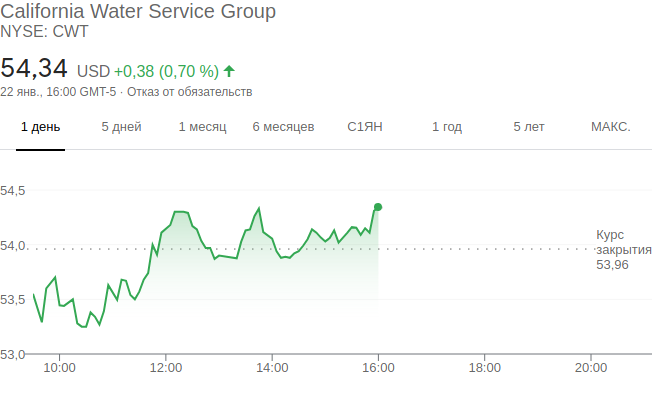 California Water Service Group
NYSE: CWT
54,34 USD +0,38 (0,70 %)
22 янв., 16:00 GMT-5 · Отказ от обязательств
1 день 5 дней 1 месяц 6 месяцев С1ЯН 1 год 5 лет МАКС.
54,5
54,0
53,5
53,0
Курс
закрытия
53,96
10:00 12:00 14:00 16:00 18:00 20:00